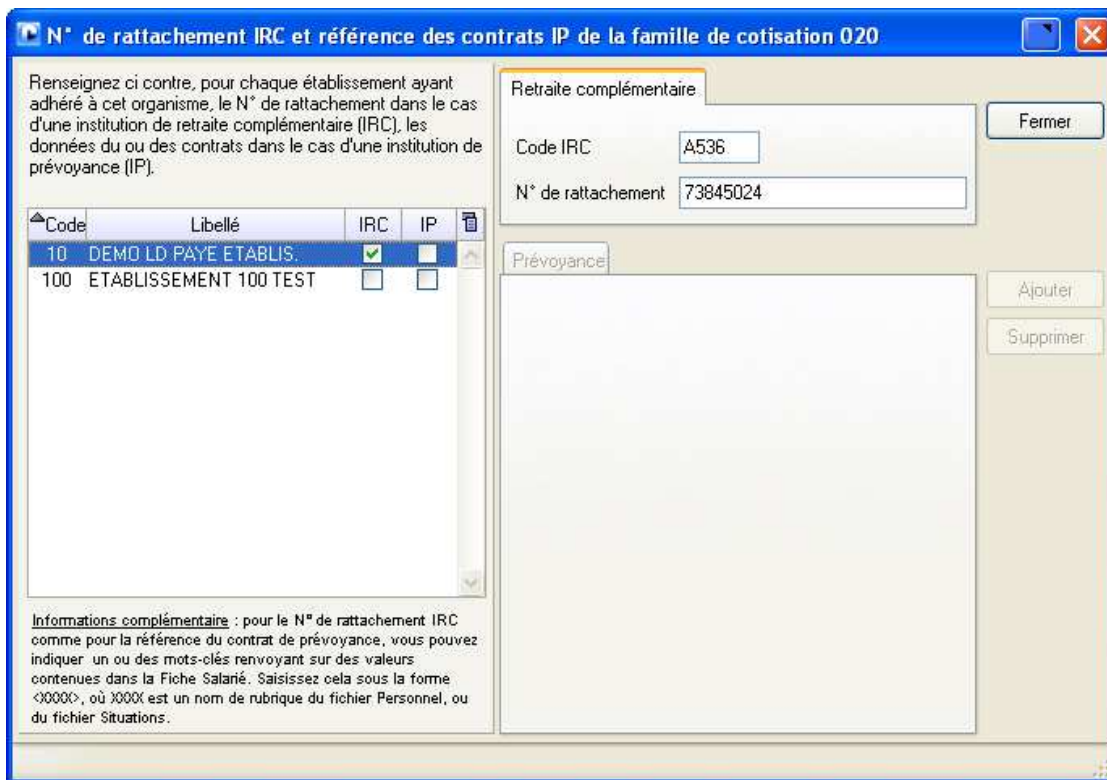 N° de rattachement IRC et référence des contrats IP de la famille de cotisation 020
Renseignez ci contre, pour chaque établissement ayant
adhéré à cet organisme, le N° de rattachement dans le cas
d'une institution de retraite complémentaire (IRC), les
données du ou des contrats dans le cas d'une institution de
prévoyance (IP).
Code Libellé IRC IP
10 DEMO LD PAYE ETABLIS.
100 ETABLISSEMENT 100 TEST
Informations complémentaire : pour le N° de rattachement IRC
comme pour la référence du contrat de prévoyance, vous pouvez
indiquer un ou des mots-clés renvoyant sur des valeurs
contenues dans la Fiche Salarié. Saisissez cela sous la forme
<XXXX>, où XXXX est un nom de rubrique du fichier Personnel, ou
du fichier Situations.
Retraite complémentaire
Code IRC A536
N° de rattachement 73845024
Prévoyance
Fermer
Ajouter
Supprimer